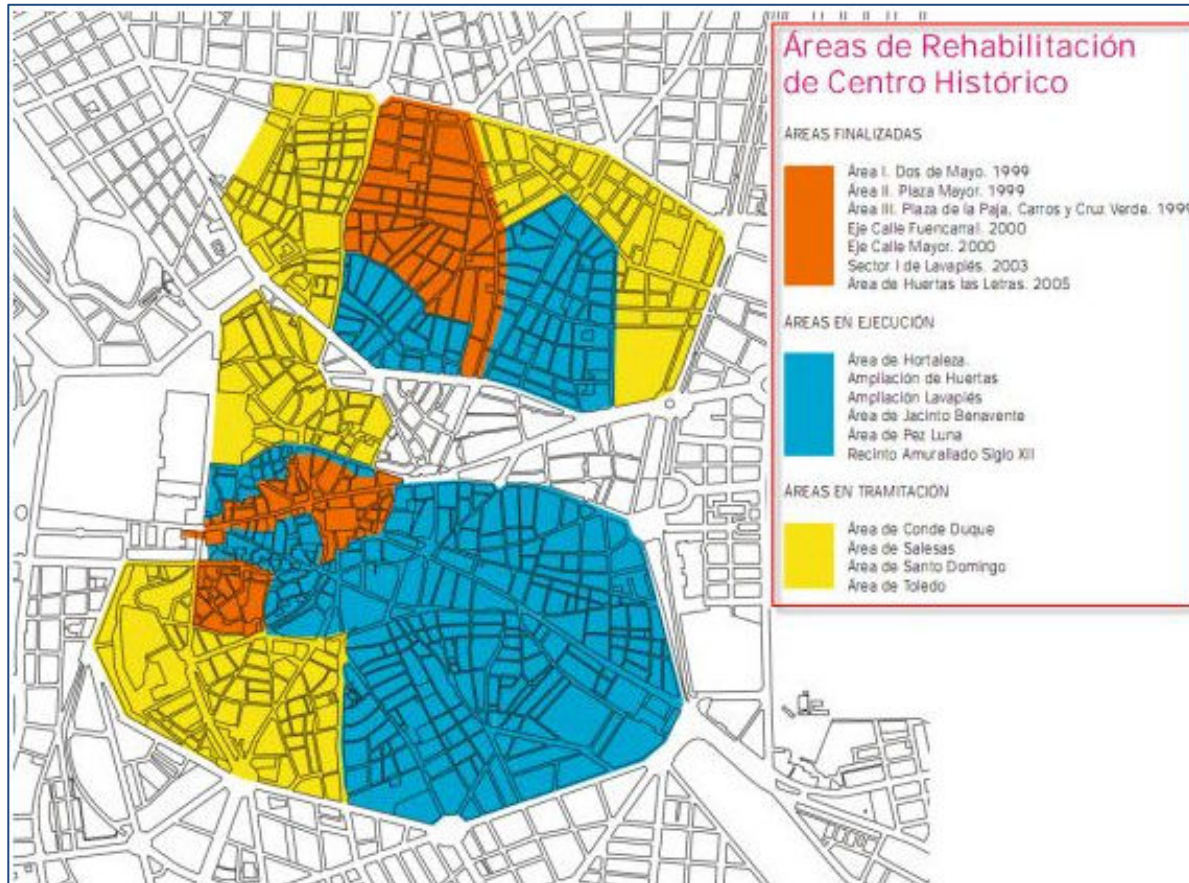 Áreas de Rehabilitación
de Centro Histórico
ÁREAS FINALIZADAS
Área I. Dos de Mayo. 1999
Área II. Plaza Mayor. 1999
Área III. Plaza de la Paja, Carros y Cruz Verde. 1999
Eje Calle Fuencarral. 2000
Eje Calle Mayor. 2000
Sector I de Lavapiés. 2003
Área de Huertas las Letras. 2005
ÁREAS EN EJECUCIÓN
Área de Hortaleza.
Ampliación de Huertas
Ampliación Lavapiés
Área de Jacinto Benavente
Área de Pez Luna
Recinto Amurallado Siglo XII
ÁREAS EN TRAMITACIÓN
Área de Conde Duque
Área de Salesas
Área de Santo Domingo
Área de Toledo